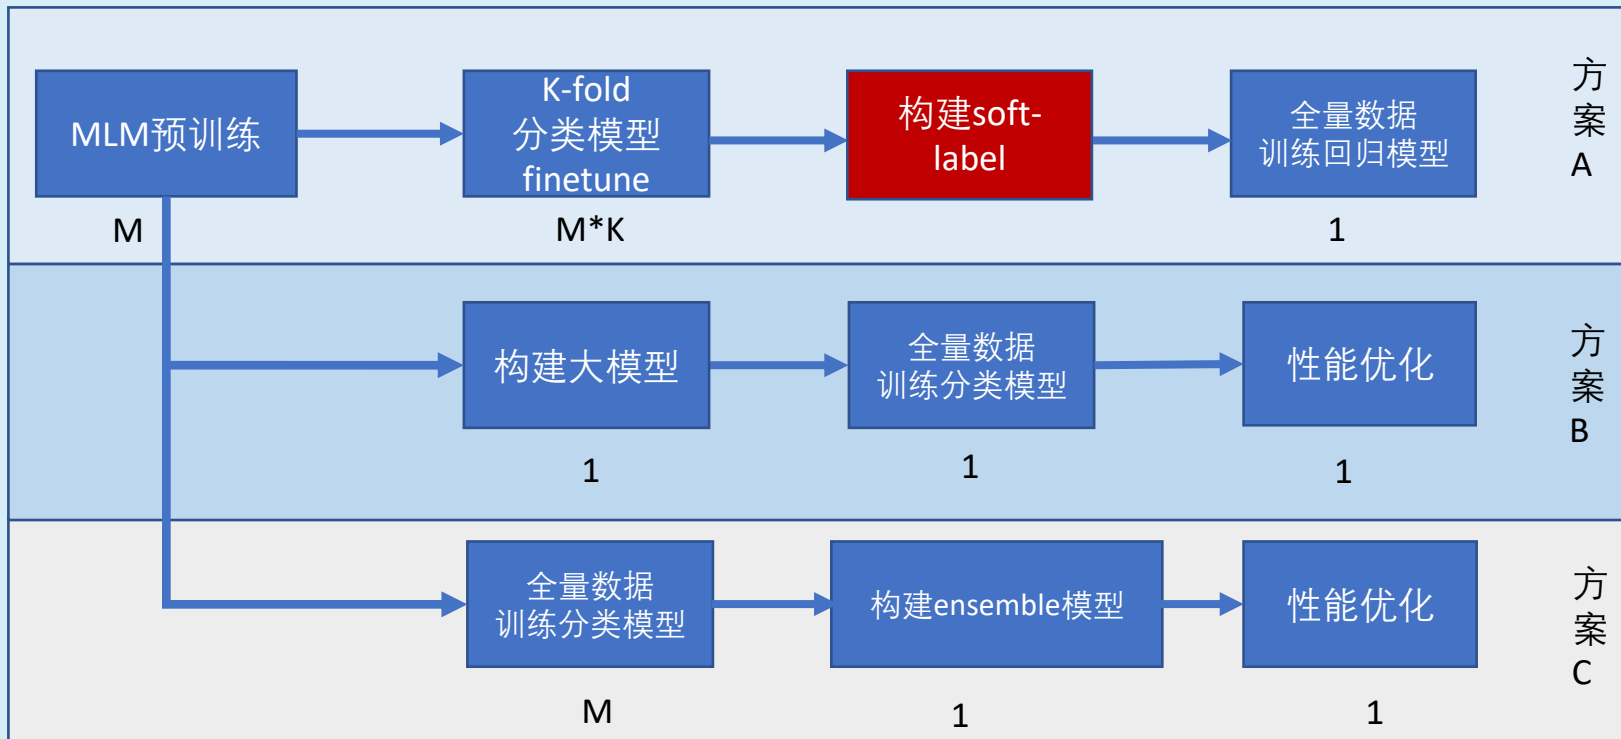 MLM预训练
K-fold
分类模型
finetune
构建soft-
label
全量数据
训练回归模型
方
案
A
M
M*K
1
构建大模型
全量数据
训练分类模型
性能优化
方
案
B
1
1
1
全量数据
训练分类模型
构建ensemble模型
性能优化
方
案
C
M
1
1